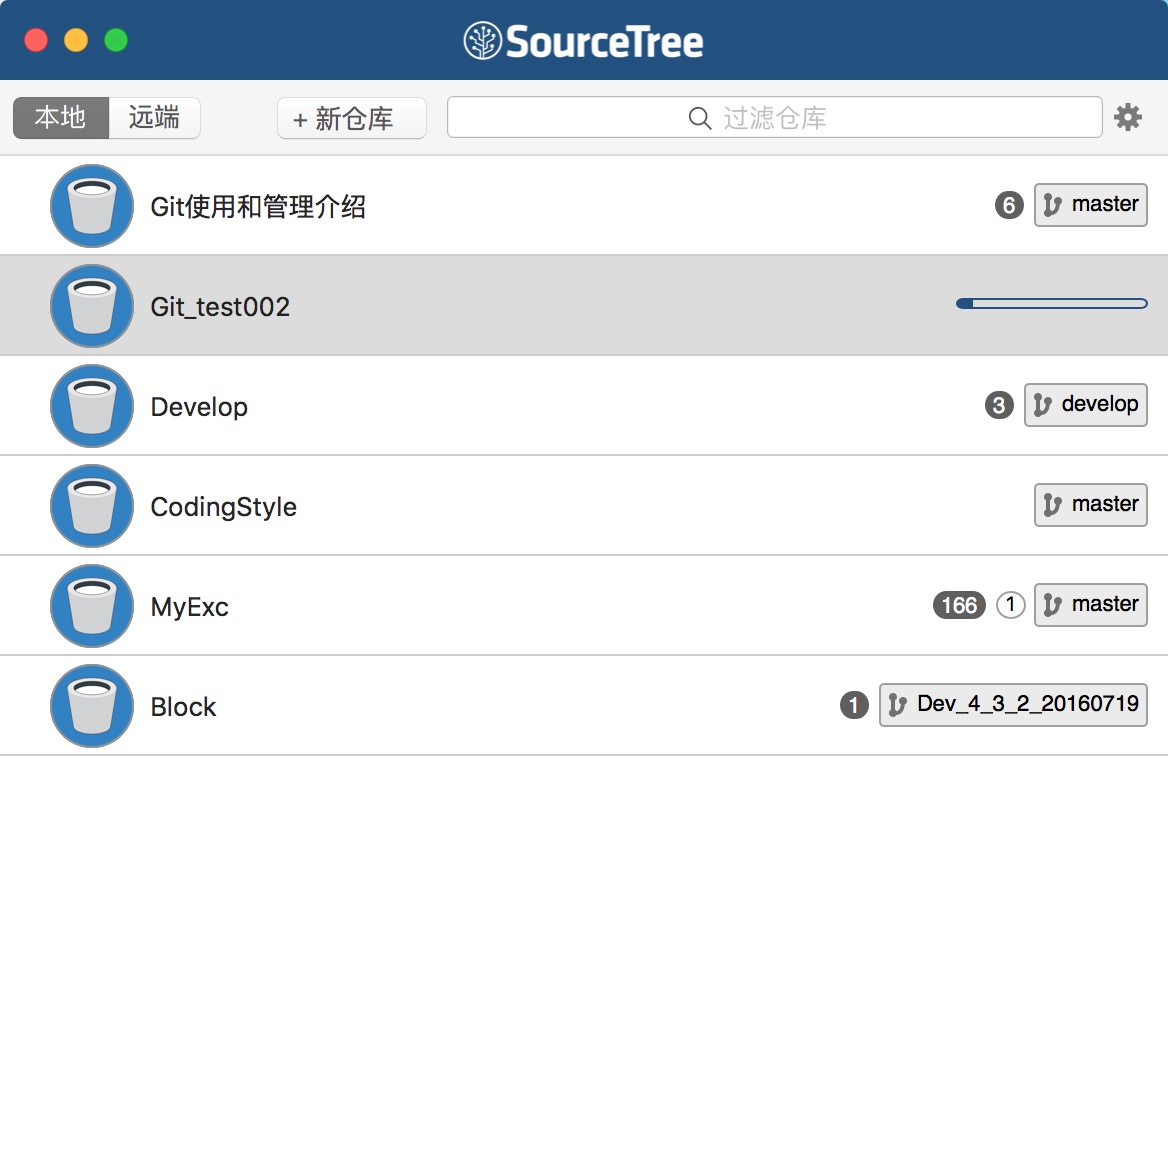 SourceTree
本地 远端 + 新仓库 过滤仓库
Git使用和管理介绍 6 master
Git_test002
Develop 3 develop
CodingStyle master
MyExc 166 1 master
Block 1 Dev_4_3_2_20160719